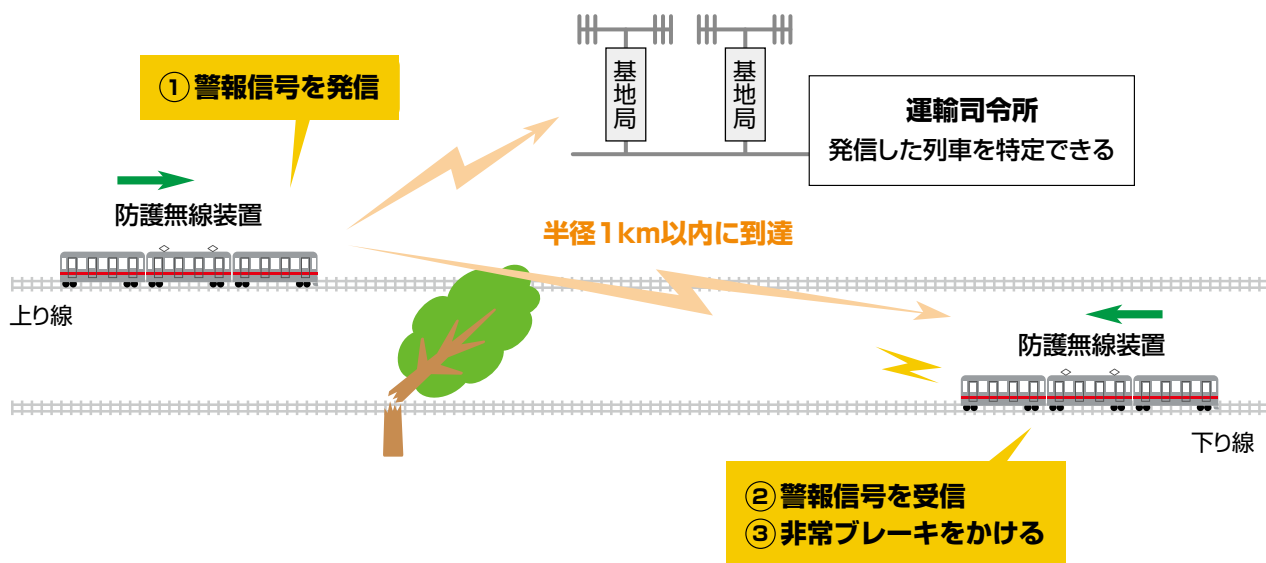 ①警報信号を発信
基地局
基地局
運輸司令所
発信した列車を特定できる
防護無線装置
半径1km以内に到達
上り線
防護無線装置
下り線
②警報信号を受信
③非常ブレーキをかける